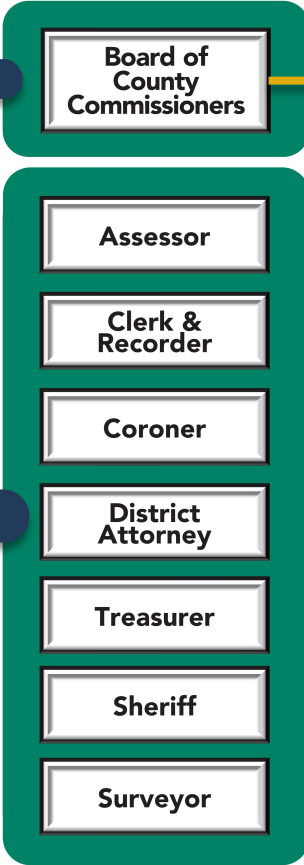 Board of
County
Commissioners
Assessor
Clerk &
Recorder
Coroner
District
Attorney
Treasurer
Sheriff
Surveyor